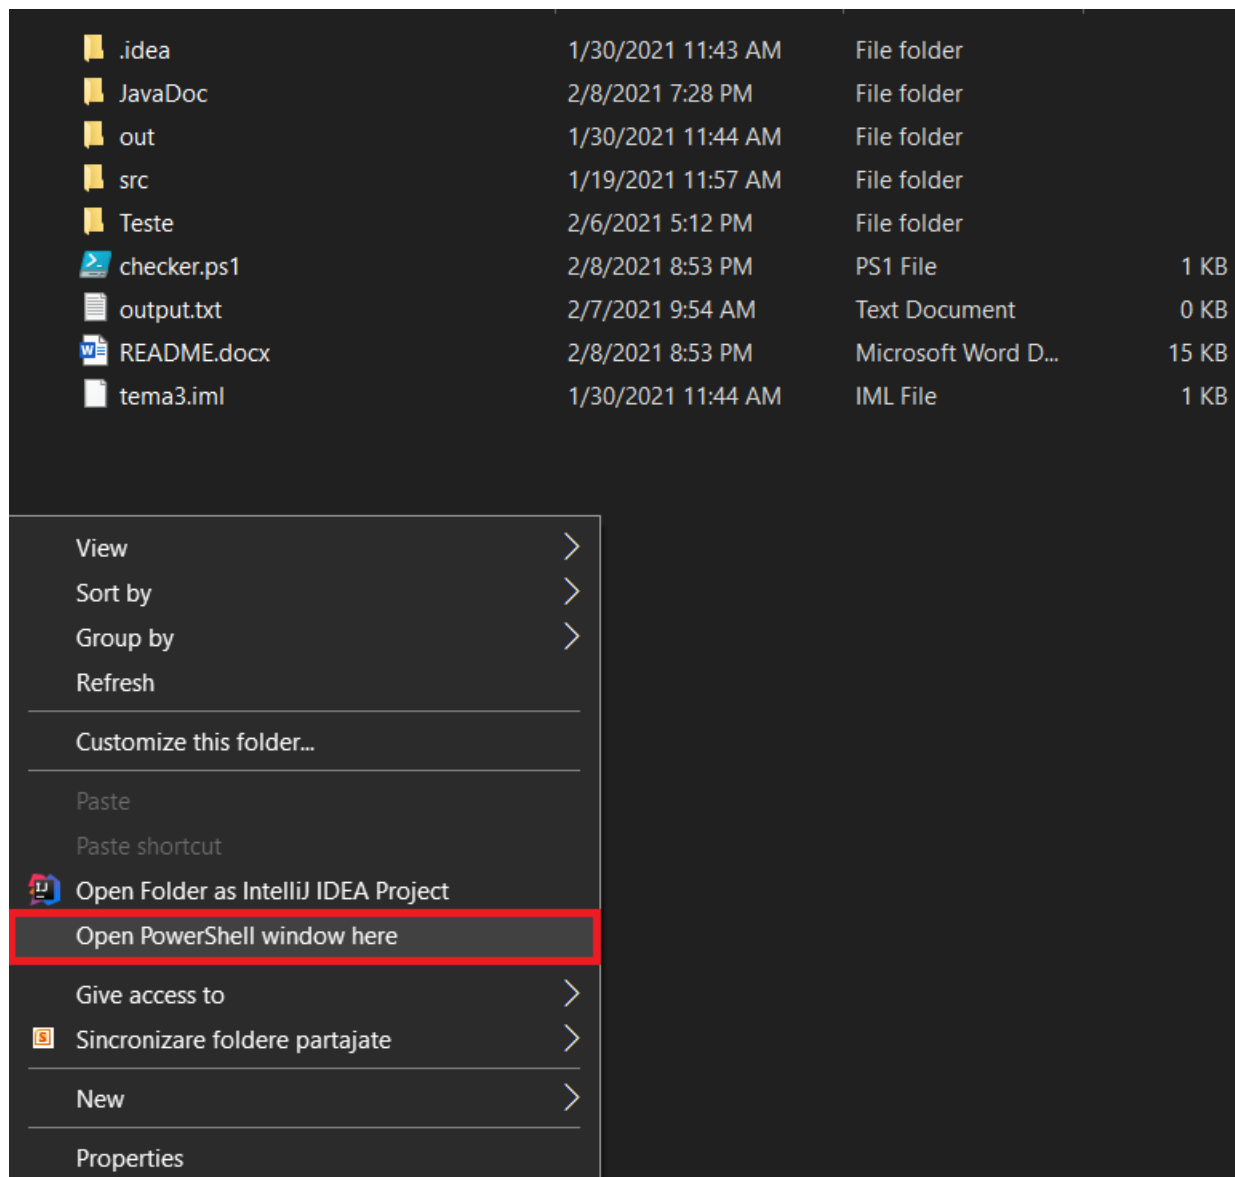 .idea 1/30/2021 11:43 AM File folder
JavaDoc 2/8/2021 7:28 PM File folder
out 1/30/2021 11:44 AM File folder
src 1/19/2021 11:57 AM File folder
Teste 2/6/2021 5:12 PM File folder
checker.ps1 2/8/2021 8:53 PM PS1 File 1 KB
output.txt 2/7/2021 9:54 AM Text Document 0 KB
README.docx 2/8/2021 8:53 PM Microsoft Word D... 15 KB
tema3.iml 1/30/2021 11:44 AM IML File 1 KB
View
Sort by
Group by
Refresh
Customize this folder...
Paste
Paste shortcut
Open Folder as IntelliJ IDEA Project
Open PowerShell window here
Give access to
Sincronizare foldere partajate
New
Properties